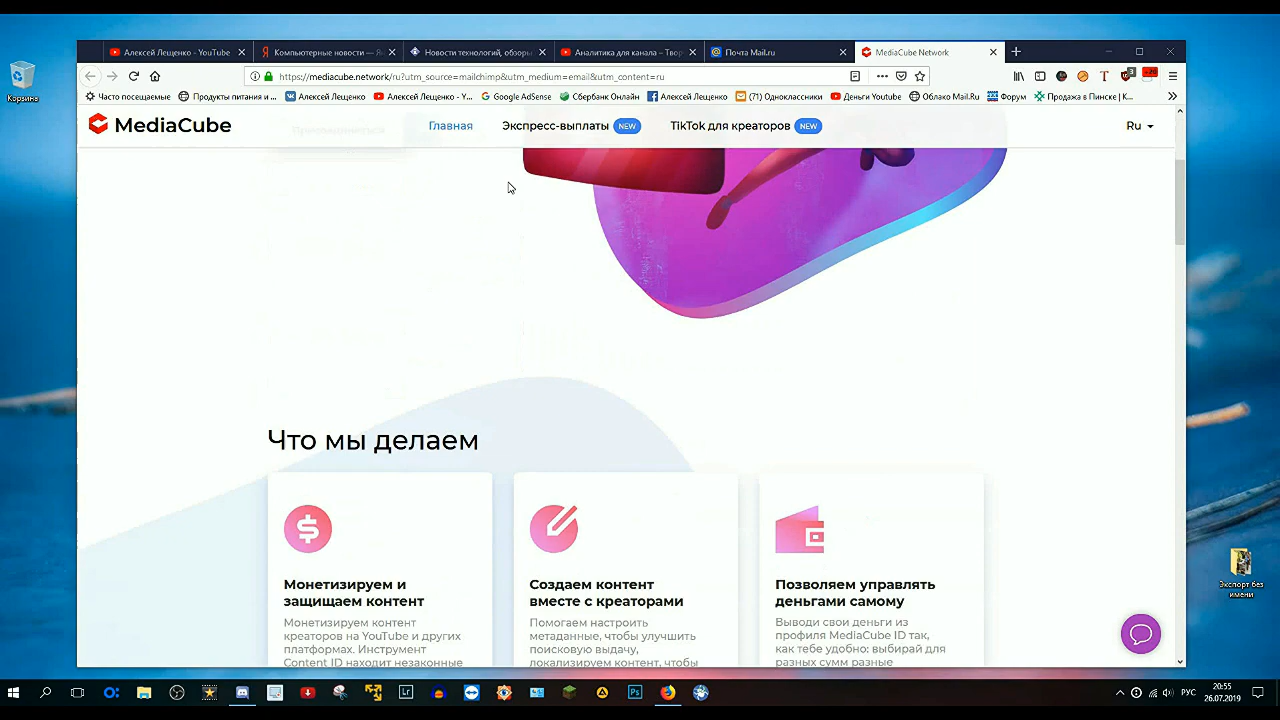 Корзина
Алексей Лещенко - YouTube
Компьютерные новости — Ян
Новости технологий, обзоры
Аналитика для канала – Твор
Почта Mail.ru
MediaCube Network
https://mediacube.network/ru?utm_source=mailchimp&utm_medium=email&utm_content=ru
Часто посещаемые
Продукты питания и ...
Алексей Лещенко
Алексей Лещенко - Y...
Google AdSense
Сбербанк Онлайн
Алексей Лещенко
(71) Одноклассники
Деньги Youtube
Облако Mail.Ru
Форум
Продажа в Пинске | К...
MediaCube
Присоединиться
Главная
Экспресс-выплаты NEW
TikTok для креаторов NEW
Ru
Что мы делаем
Монетизируем и
защищаем контент
Монетизируем контент
креаторов на YouTube и других
платформах. Инструмент
Content ID находит незаконные
Создаем контент
вместе с креаторами
Помогаем настроить
метаданные, чтобы улучшить
поисковую выдачу,
локализируем контент, чтобы
Позволяем управлять
деньгами самому
Выводи свои деньги из
профиля MediaCube ID так,
как тебе удобно: выбирай для
разных сумм разные
Экспорт без
имени
РУС
20:55
26.07.2019